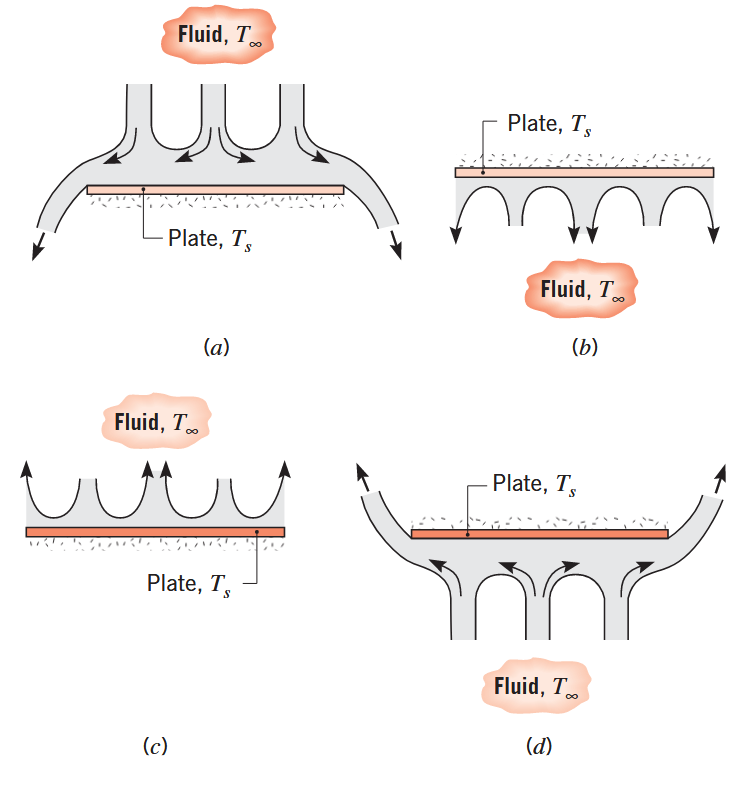 Fluid, T∞
Plate, Ts
Plate, Ts
Fluid, T∞
(a)
(b)
Fluid, T∞
Plate, Ts
Plate, Ts
Fluid, T∞
(c)
(d)